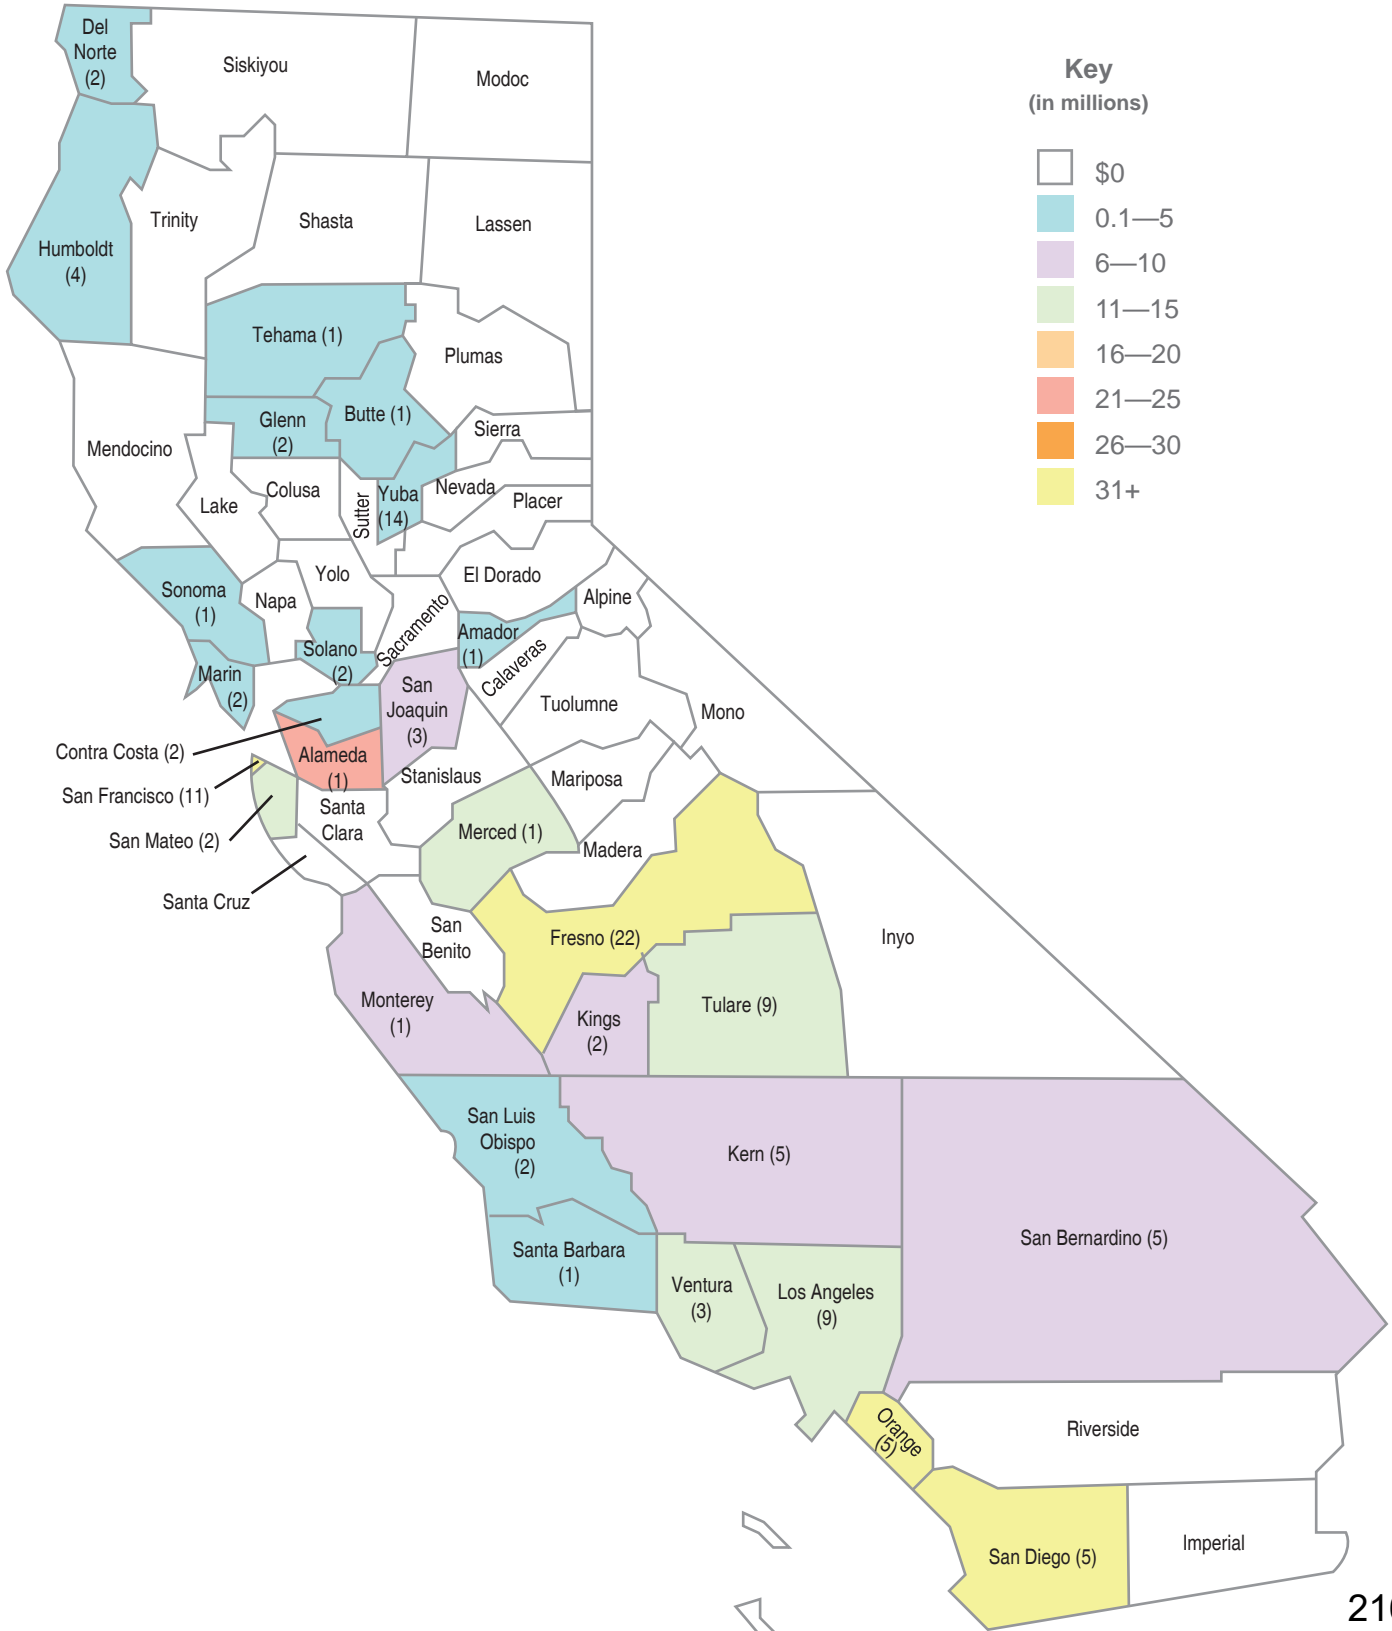 Del
Norte
(2)
Siskiyou
Modoc
Key
(in millions)
$0
0.1—5
6—10
11—15
16—20
21—25
26—30
31+
Humboldt
(4)
Trinity
Shasta
Lassen
Tehama (1)
Plumas
Glenn
(2)
Butte (1)
Sierra
Mendocino
Lake
Colusa
Sutter
Yuba
(14)
Nevada
Placer
Sonoma
(1)
Napa
Yolo
El Dorado
Alpine
Sacramento
Amador
(1)
Calaveras
Solano
(2)
Marin
(2)
San
Joaquin
(3)
Tuolumne
Mono
Contra Costa (2)
Alameda
(1)
San Francisco (11)
Stanislaus
Mariposa
Santa
Clara
San Mateo (2)
Merced (1)
Madera
Santa Cruz
San
Benito
Fresno (22)
Inyo
Monterey
(1)
Kings
(2)
Tulare (9)
San Luis
Obispo
(2)
Kern (5)
San Bernardino (5)
Santa Barbara
(1)
Ventura
(3)
Los Angeles
(9)
Orange
(5)
Riverside
San Diego (5)
Imperial